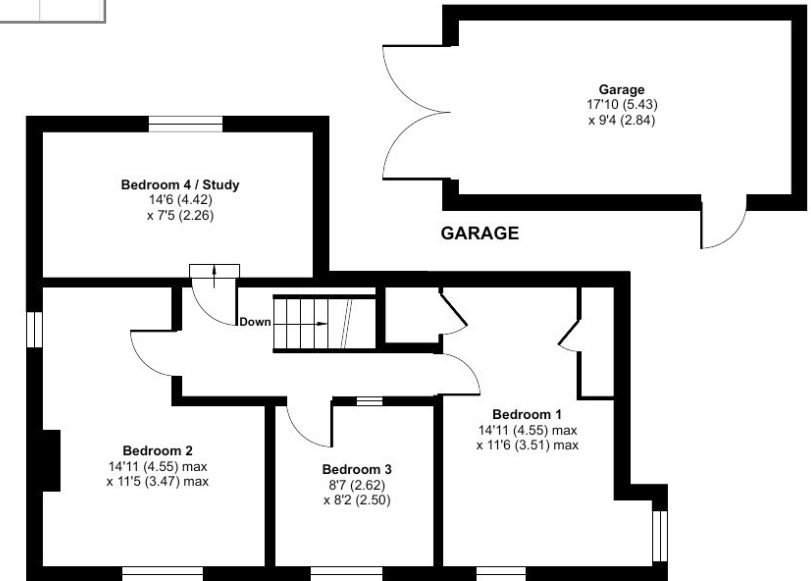 Garage
17'10 (5.43)
x 9'4 (2.84)
Bedroom 4 / Study
14'6 (4.42)
x 7'5 (2.26)
GARAGE
Down
Bedroom 1
14'11 (4.55) max
x 11'6 (3.51) max
Bedroom 2
14'11 (4.55) max
x 11'5 (3.47) max
Bedroom 3
8'7 (2.62)
x 8'2 (2.50)